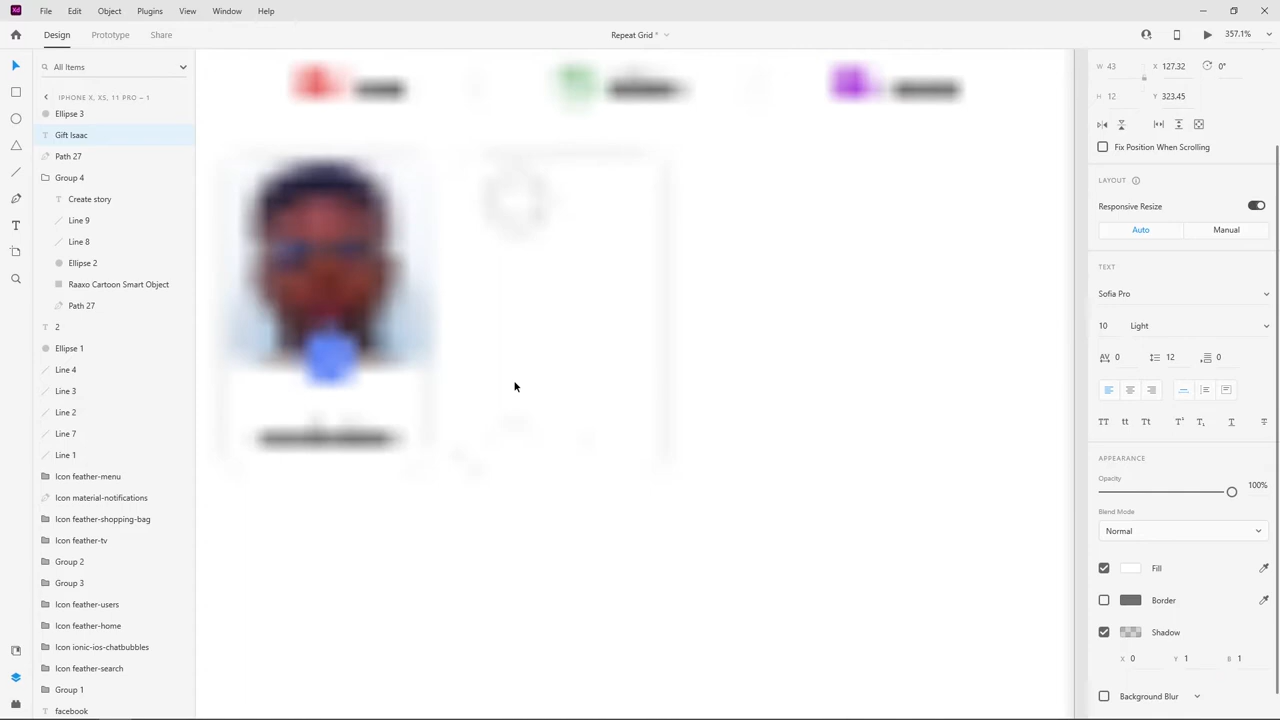 File Edit Object Plugins View Window Help
Design Prototype Share
Repeat Grid *
357.1%
All Items
IPHONE X, XS, 11 PRO – 1
Ellipse 3
Gift Isaac
Path 27
Group 4
Create story
Line 9
Line 8
Ellipse 2
Raaxo Cartoon Smart Object
Path 27
2
Ellipse 1
Line 4
Line 3
Line 2
Line 7
Line 1
Icon feather-menu
Icon material-notifications
Icon feather-shopping-bag
Icon feather-tv
Group 2
Group 3
Icon feather-users
Icon feather-home
Icon ionic-ios-chatbubbles
Icon feather-search
Group 1
facebook
W 43 X 127.32 0°
H 12 Y 323.45
Fix Position When Scrolling
LAYOUT
Responsive Resize
Auto Manual
TEXT
Sofia Pro
10 Light
AV 0 12 0
TT tt Tt T¹ T₁ T T
APPEARANCE
Opacity
100%
Blend Mode
Normal
Fill
Border
Shadow
X 0 Y 1 B 1
Background Blur